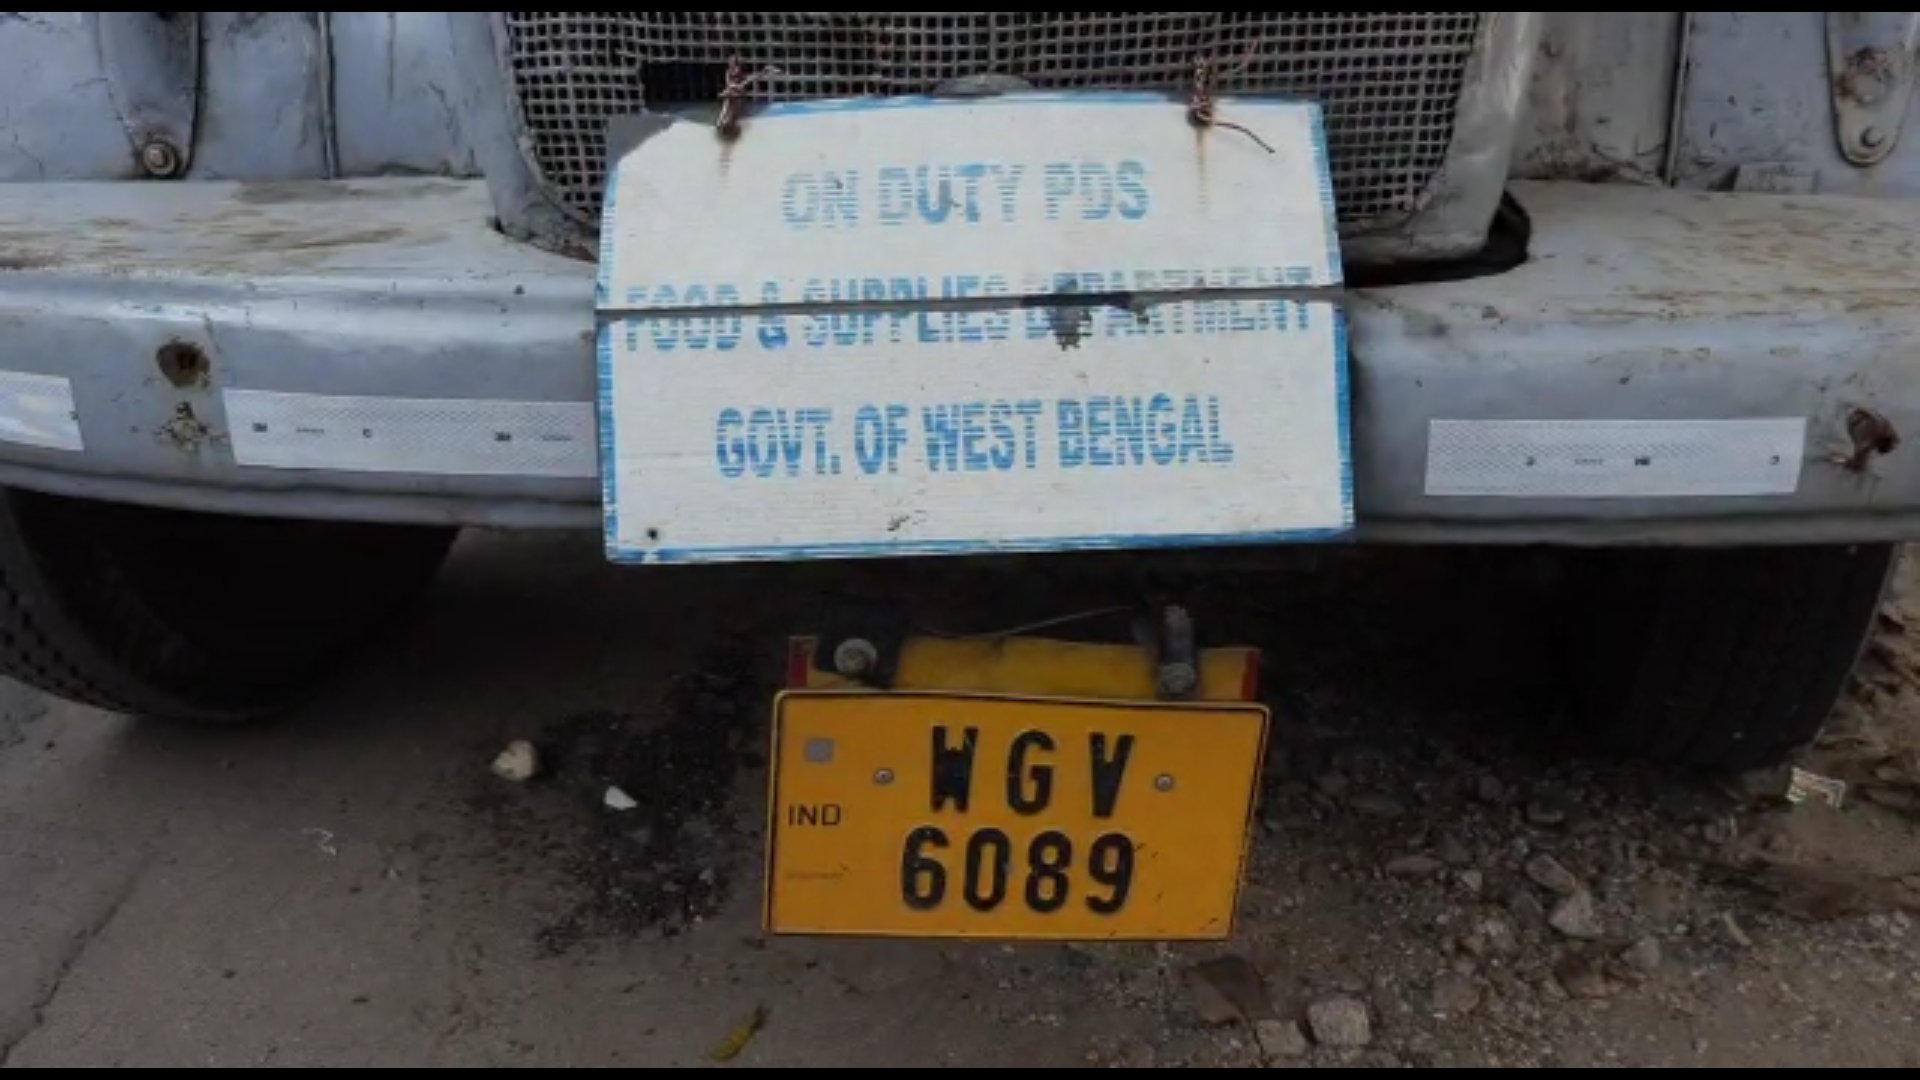 ON DUTY PDS
FOOD & SUPPLIES DEPARTMENT
GOVT. OF WEST BENGAL
WGV
IND
6089